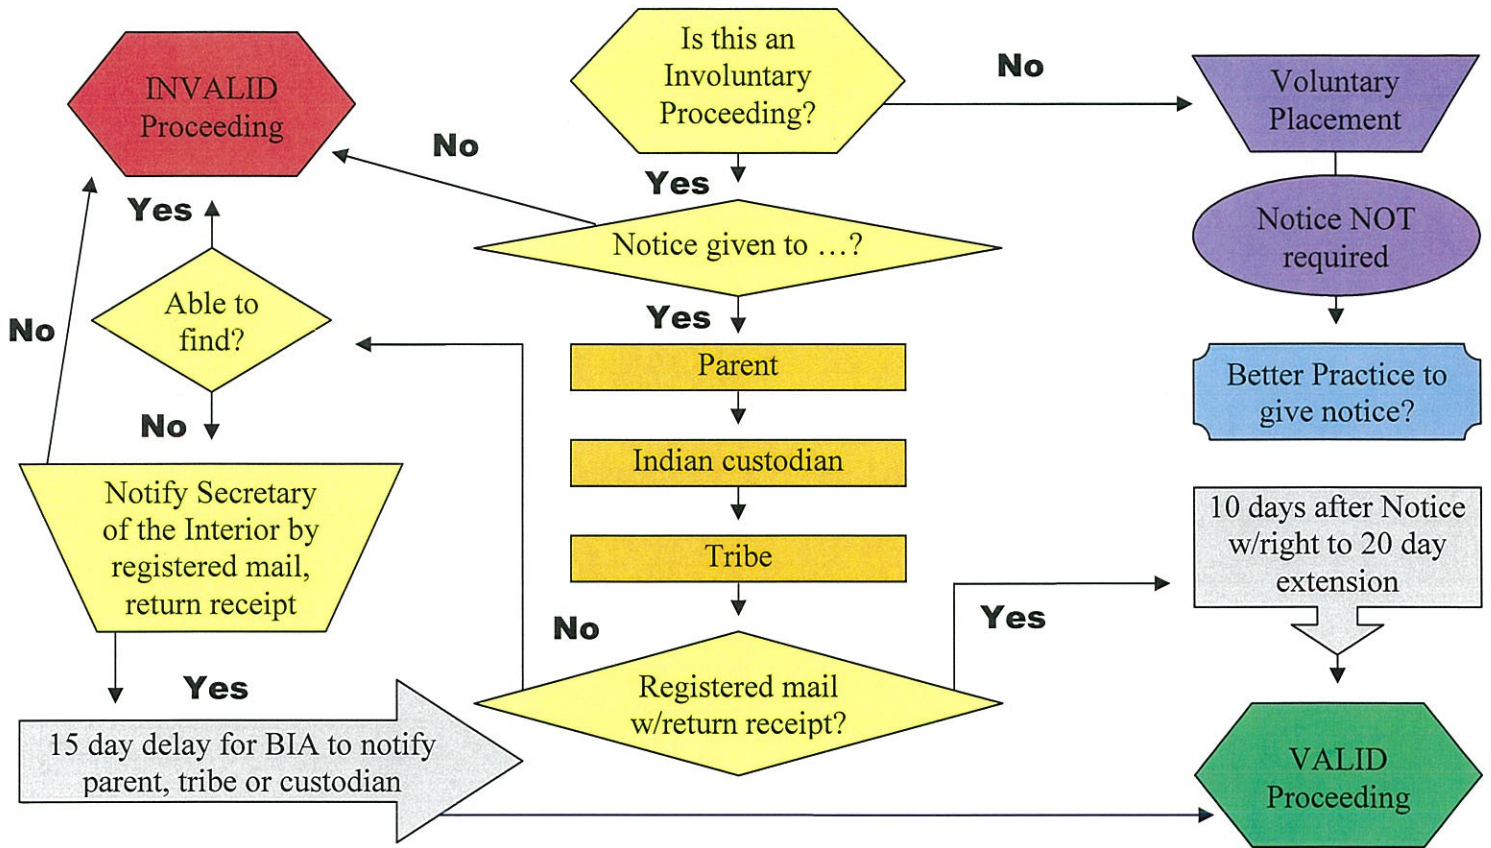 INVALID
Proceeding
Is this an
Involuntary
Proceeding?
No
Voluntary
Placement
No
Yes
Yes
Notice given to ...?
Notice NOT
required
Able to
find?
No
Yes
Parent
Better Practice to
give notice?
No
Indian custodian
Notify Secretary
of the Interior by
registered mail,
return receipt
10 days after Notice
w/right to 20 day
extension
Tribe
No
Yes
Yes
Registered mail
w/return receipt?
15 day delay for BIA to notify
parent, tribe or custodian
VALID
Proceeding